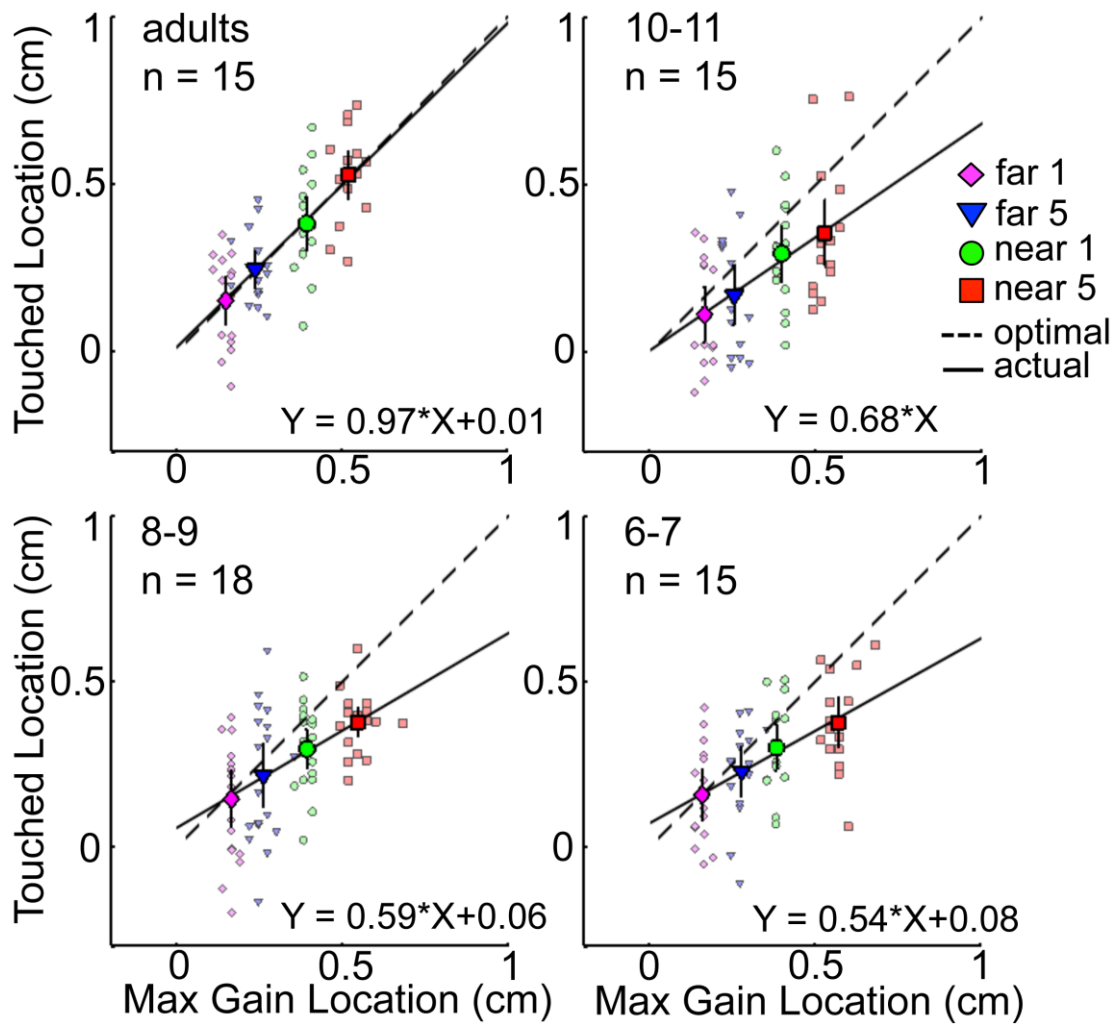 adults
n = 15
Y = 0.97*X+0.01
1
0.5
0
0
0.5
1
Touched Location (cm)
10-11
n = 15
Y = 0.68*X
1
0.5
0
0
0.5
1
far 1
far 5
near 1
near 5
optimal
actual
8-9
n = 18
Y = 0.59*X+0.06
1
0.5
0
0
0.5
1
Touched Location (cm)
Max Gain Location (cm)
6-7
n = 15
Y = 0.54*X+0.08
1
0.5
0
0
0.5
1
Max Gain Location (cm)